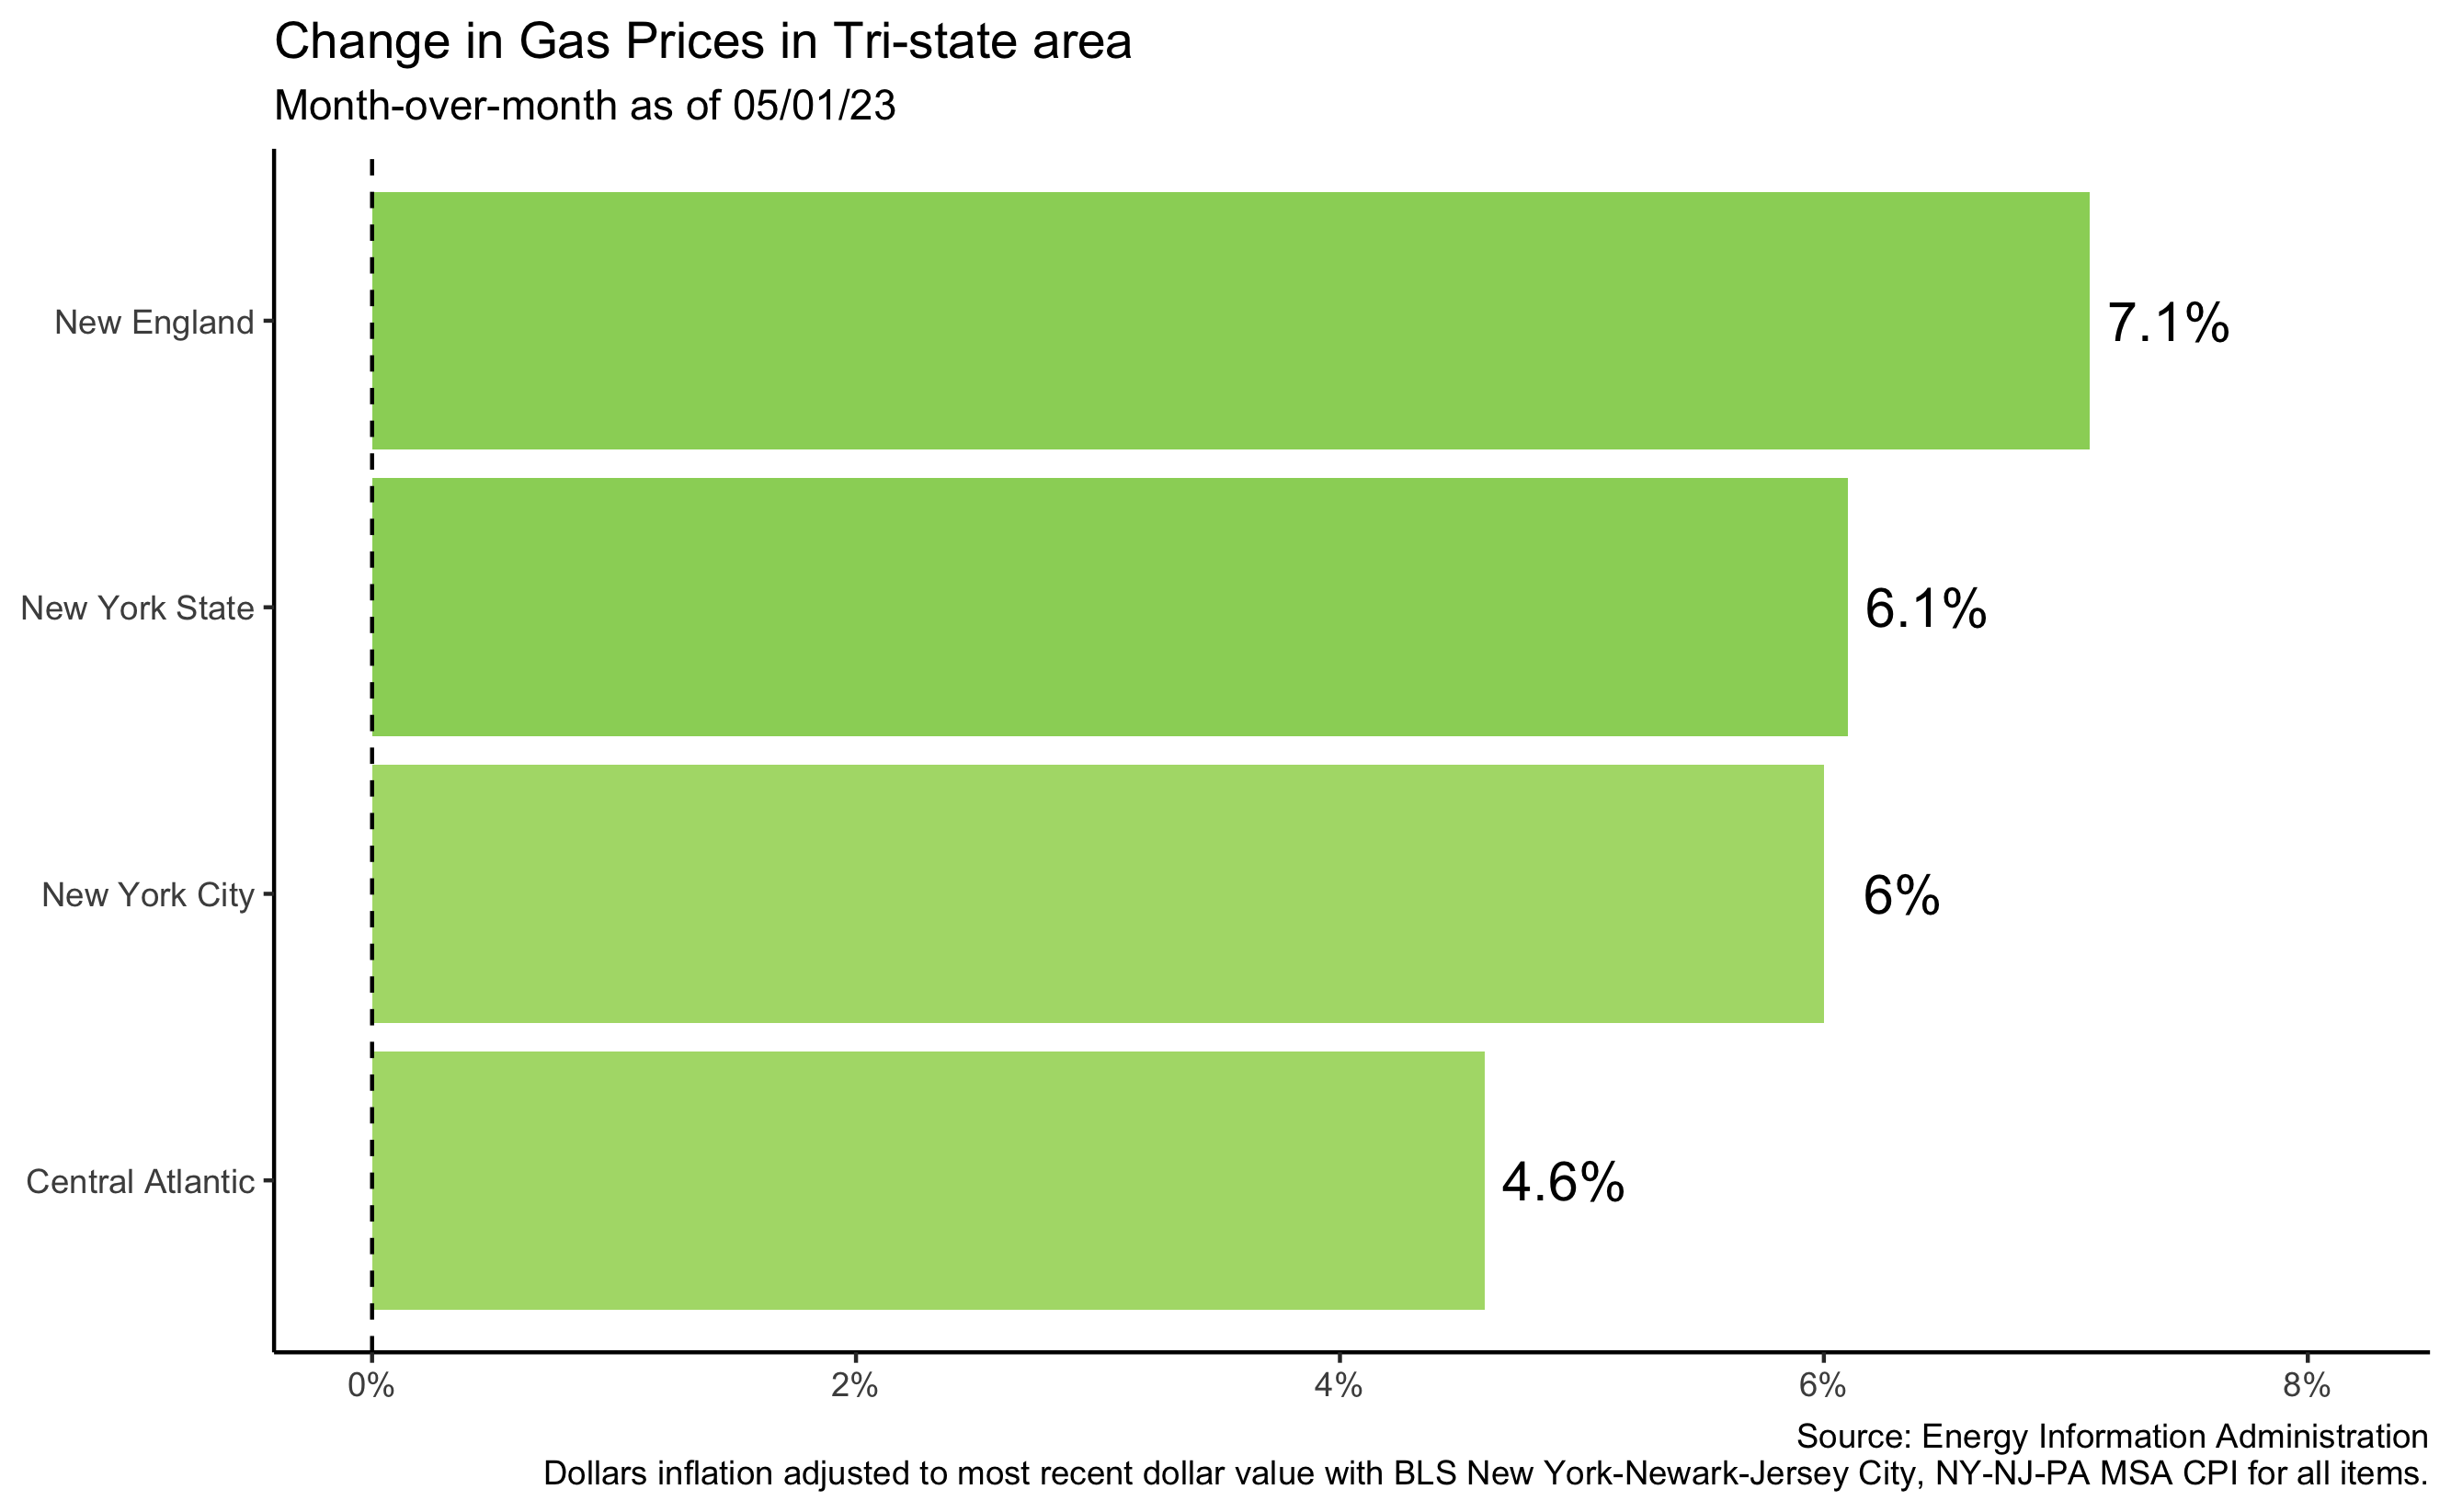 Change in Gas Prices in Tri-state area
Month-over-month as of 05/01/23
New England
7.1%
New York State
6.1%
New York City
6%
Central Atlantic
4.6%
0%
2%
4%
6%
8%
Source: Energy Information Administration
Dollars inflation adjusted to most recent dollar value with BLS New York-Newark-Jersey City, NY-NJ-PA MSA CPI for all items.